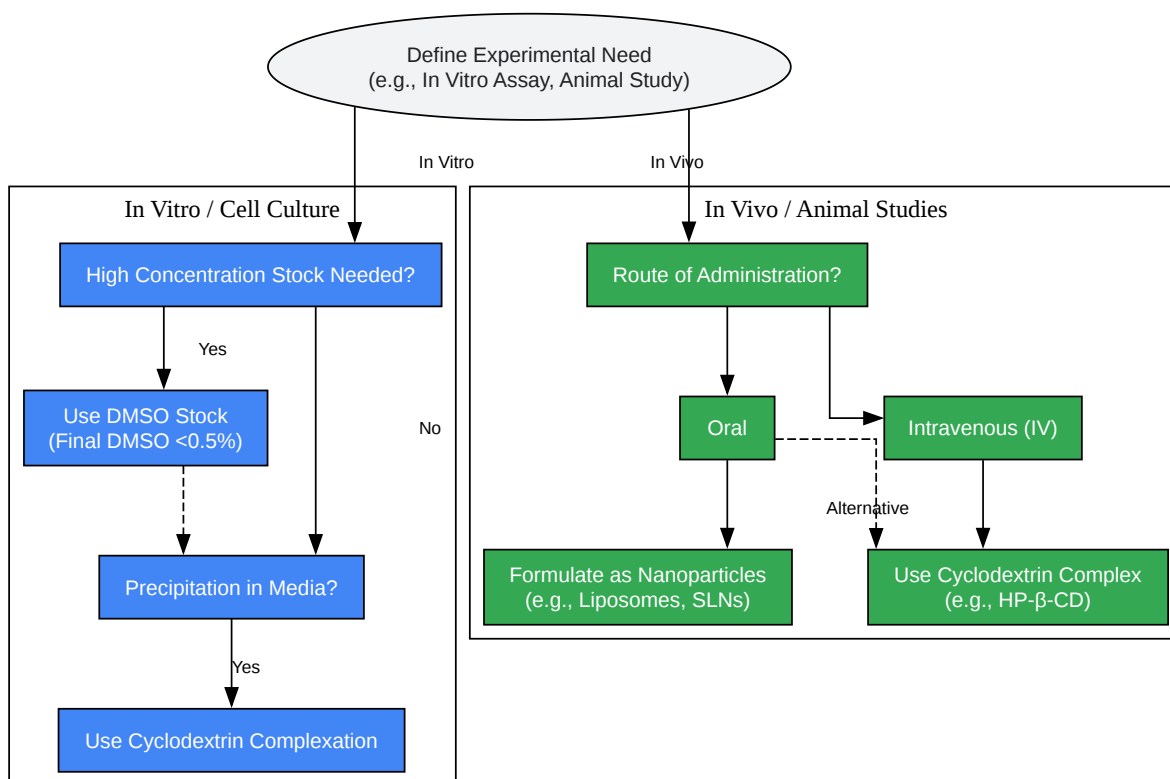 Define Experimental Need
(e.g., In Vitro Assay, Animal Study)
In Vitro
In Vivo
In Vitro / Cell Culture
High Concentration Stock Needed?
Yes
Use DMSO Stock
(Final DMSO <0.5%)
No
Precipitation in Media?
Yes
Use Cyclodextrin Complexation
In Vivo / Animal Studies
Route of Administration?
Oral
Intravenous (IV)
Alternative
Formulate as Nanoparticles
(e.g., Liposomes, SLNs)
Use Cyclodextrin Complex
(e.g., HP-β-CD)